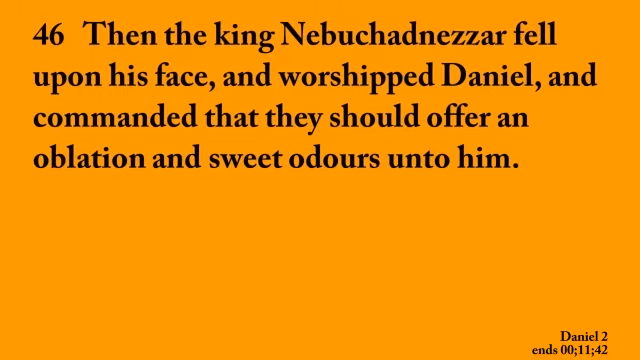 46 Then the king Nebuchadnezzar fell
upon his face, and worshipped Daniel, and
commanded that they should offer an
oblation and sweet odours unto him.
Daniel 2
ends 00;11;42